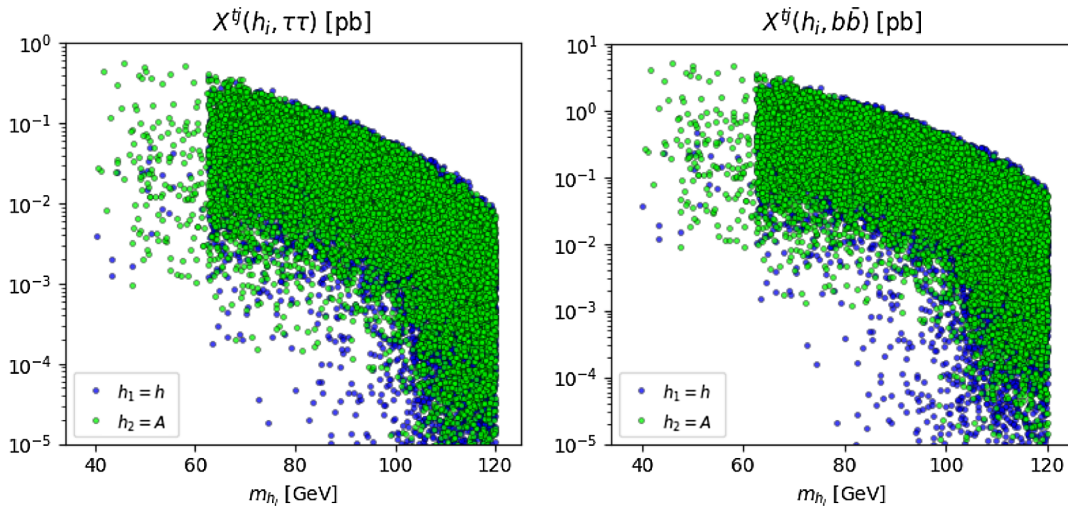 X^{tj}(h_i, ττ) [pb]
10^0
10^{-1}
10^{-2}
10^{-3}
10^{-4}
10^{-5}
h_1 = h
h_2 = A
40 60 80 100 120
m_{h_i} [GeV]
X^{tj}(h_i, b\bar{b}) [pb]
10^1
10^0
10^{-1}
10^{-2}
10^{-3}
10^{-4}
10^{-5}
h_1 = h
h_2 = A
40 60 80 100 120
m_{h_i} [GeV]